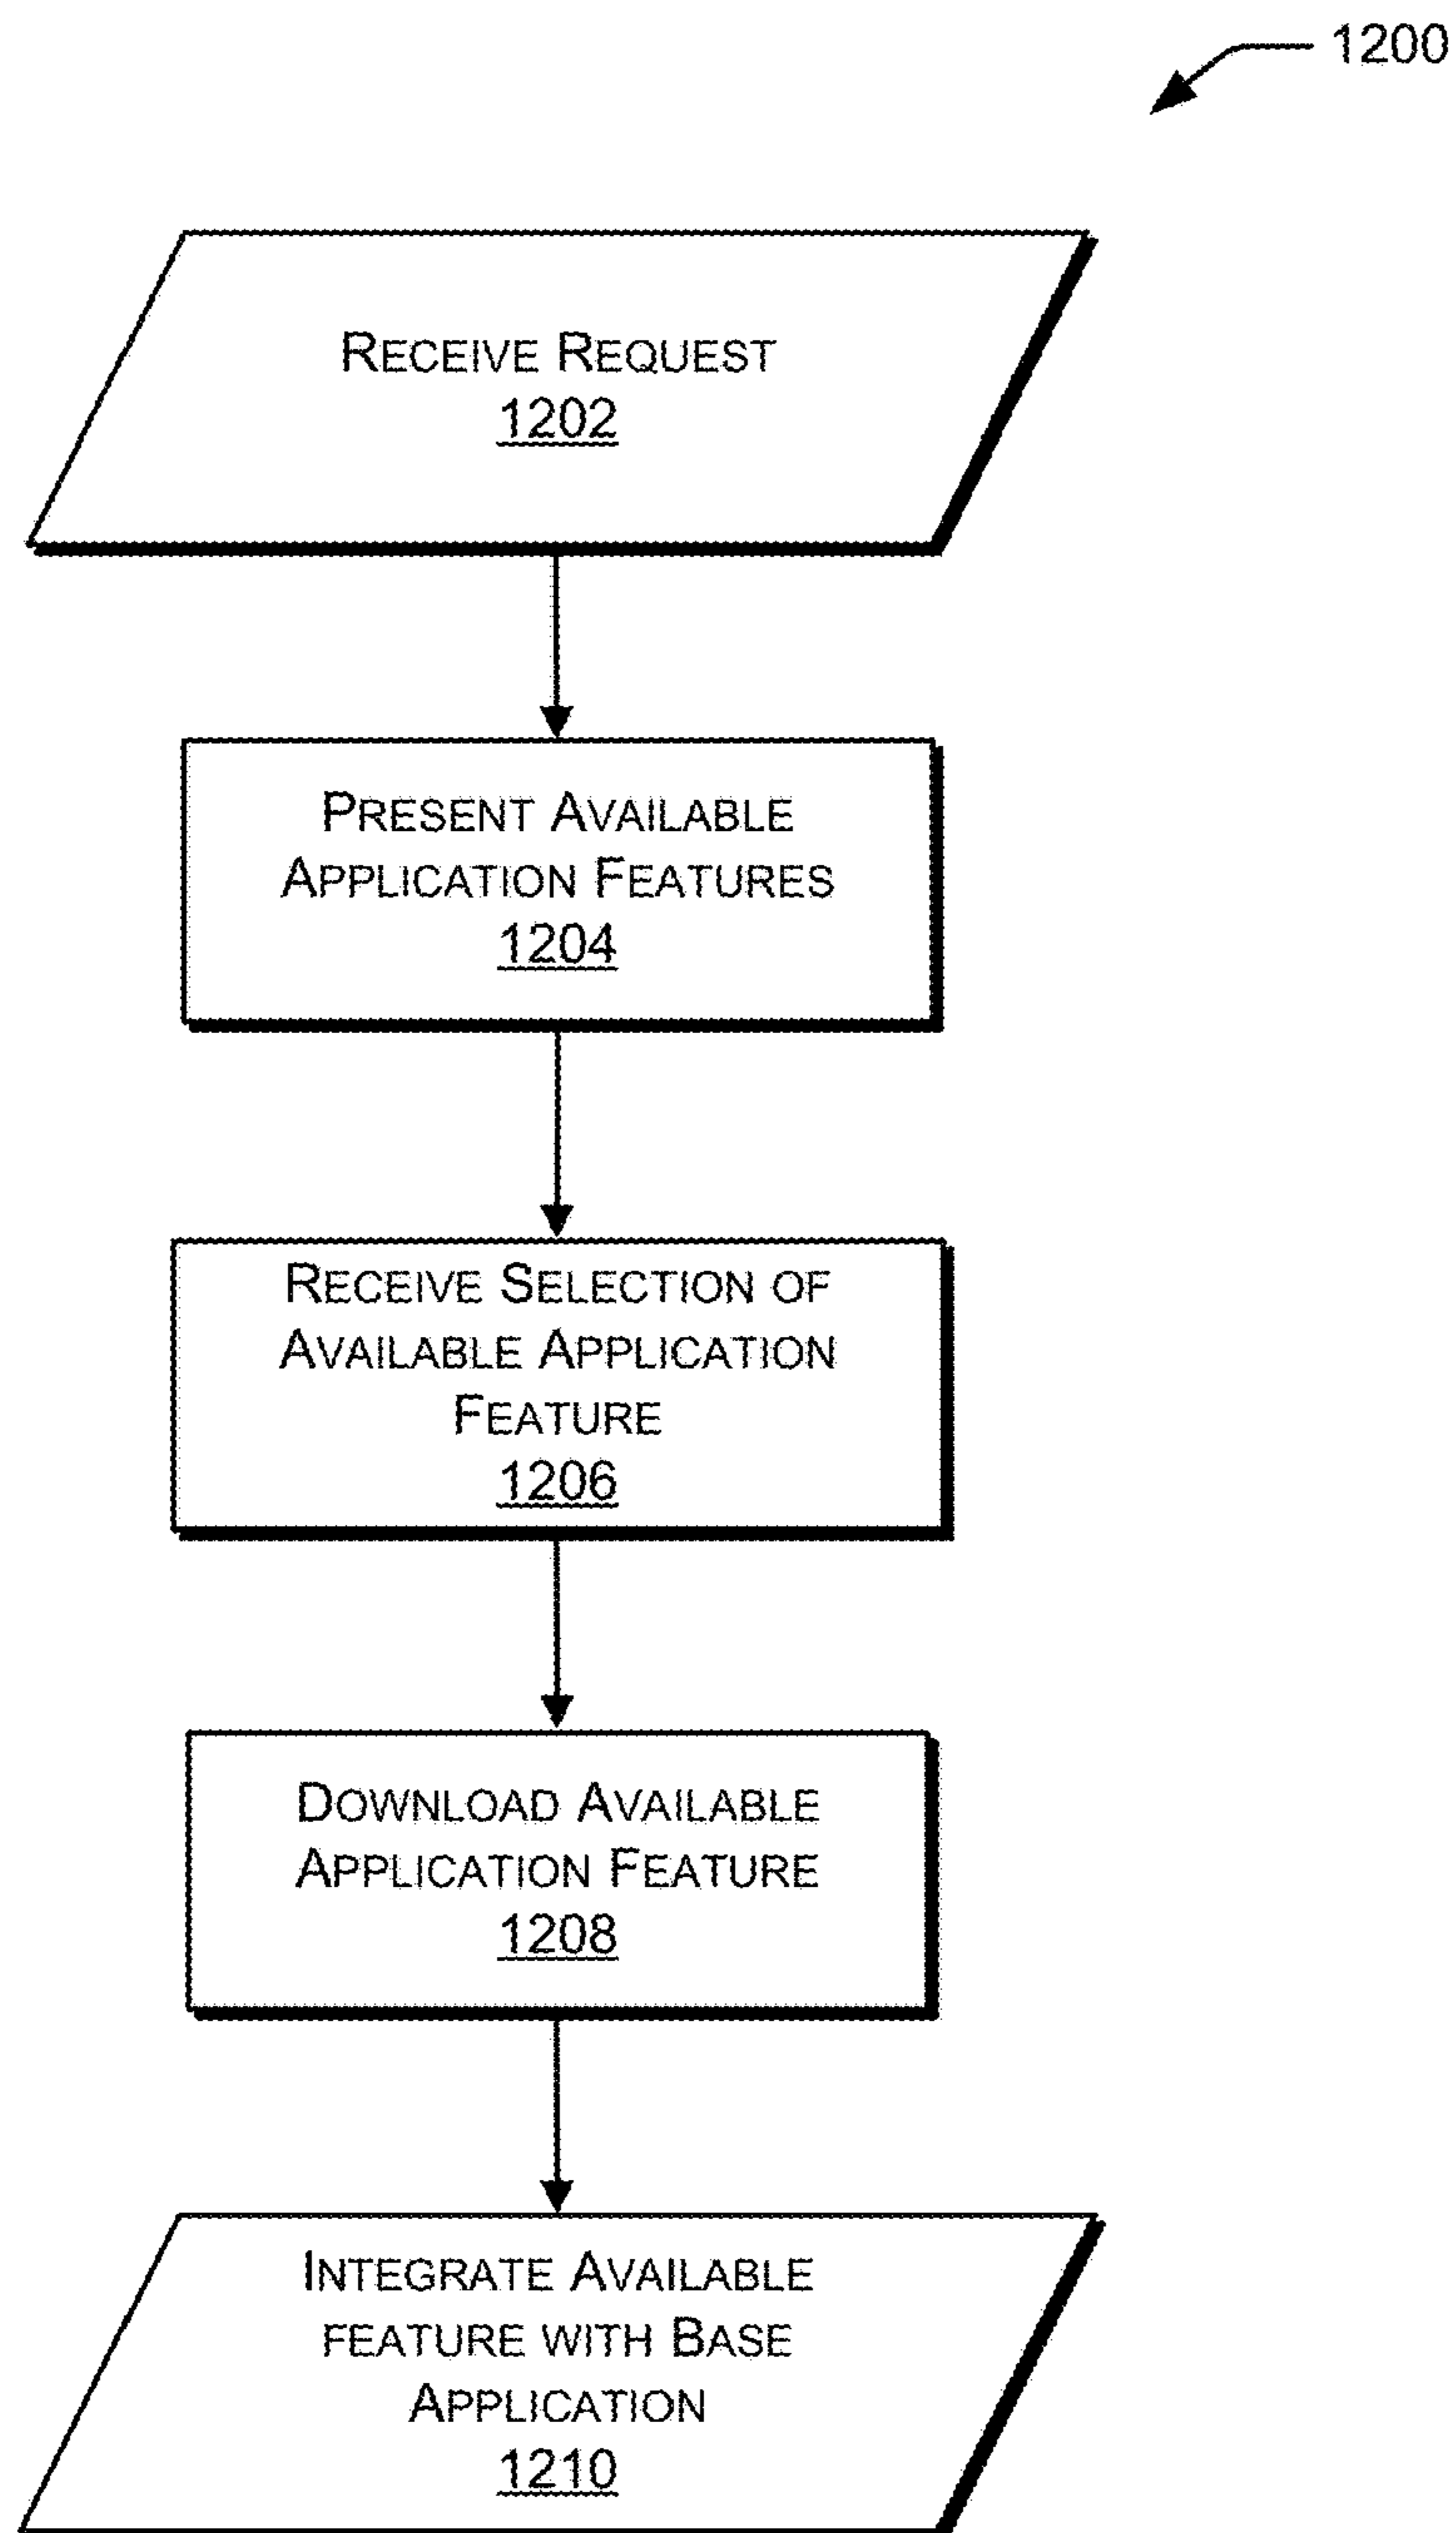 1200
RECEIVE REQUEST
1202
PRESENT AVAILABLE
APPLICATION FEATURES
1204
RECEIVE SELECTION OF
AVAILABLE APPLICATION
FEATURE
1206
DOWNLOAD AVAILABLE
APPLICATION FEATURE
1208
INTEGRATE AVAILABLE
FEATURE WITH BASE
APPLICATION
1210